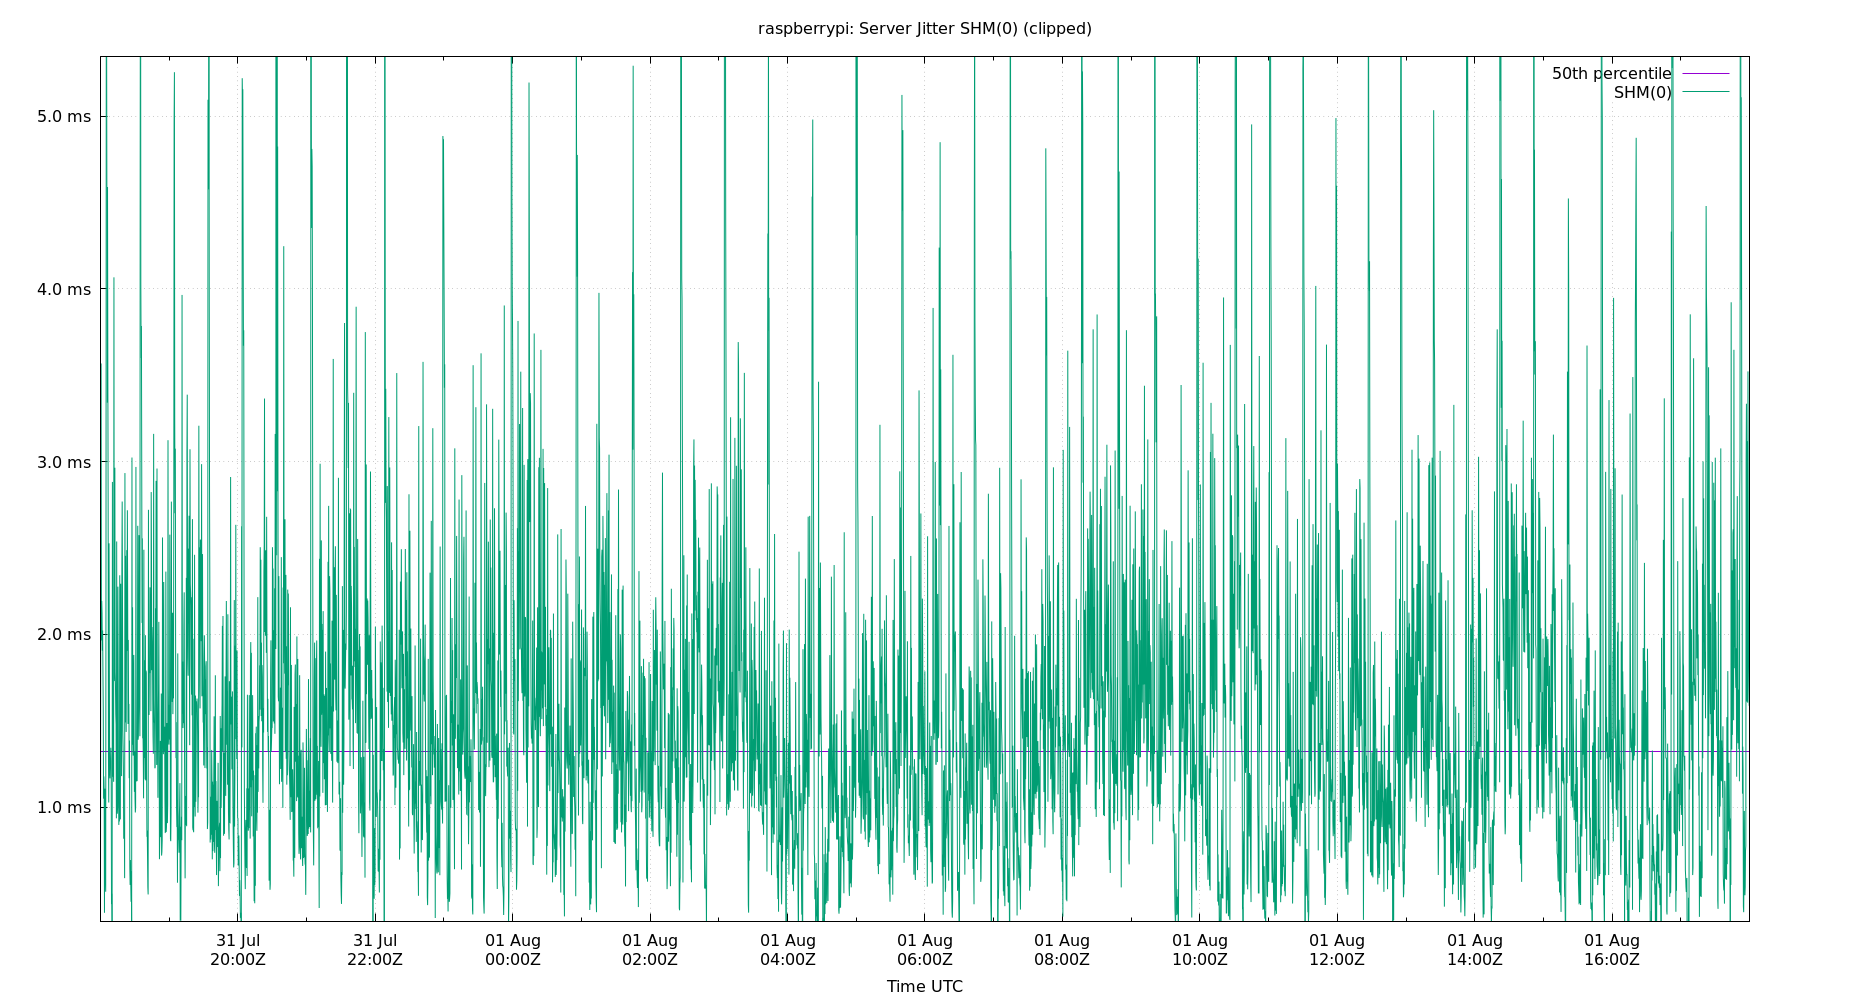 raspberrypi: Server Jitter SHM(0) (clipped)
50th percentile
SHM(0)
5.0 ms
4.0 ms
3.0 ms
2.0 ms
1.0 ms
31 Jul 31 Jul 01 Aug 01 Aug 01 Aug 01 Aug 01 Aug 01 Aug 01 Aug 01 Aug 01 Aug
20:00Z 22:00Z 00:00Z 02:00Z 04:00Z 06:00Z 08:00Z 10:00Z 12:00Z 14:00Z 16:00Z
Time UTC